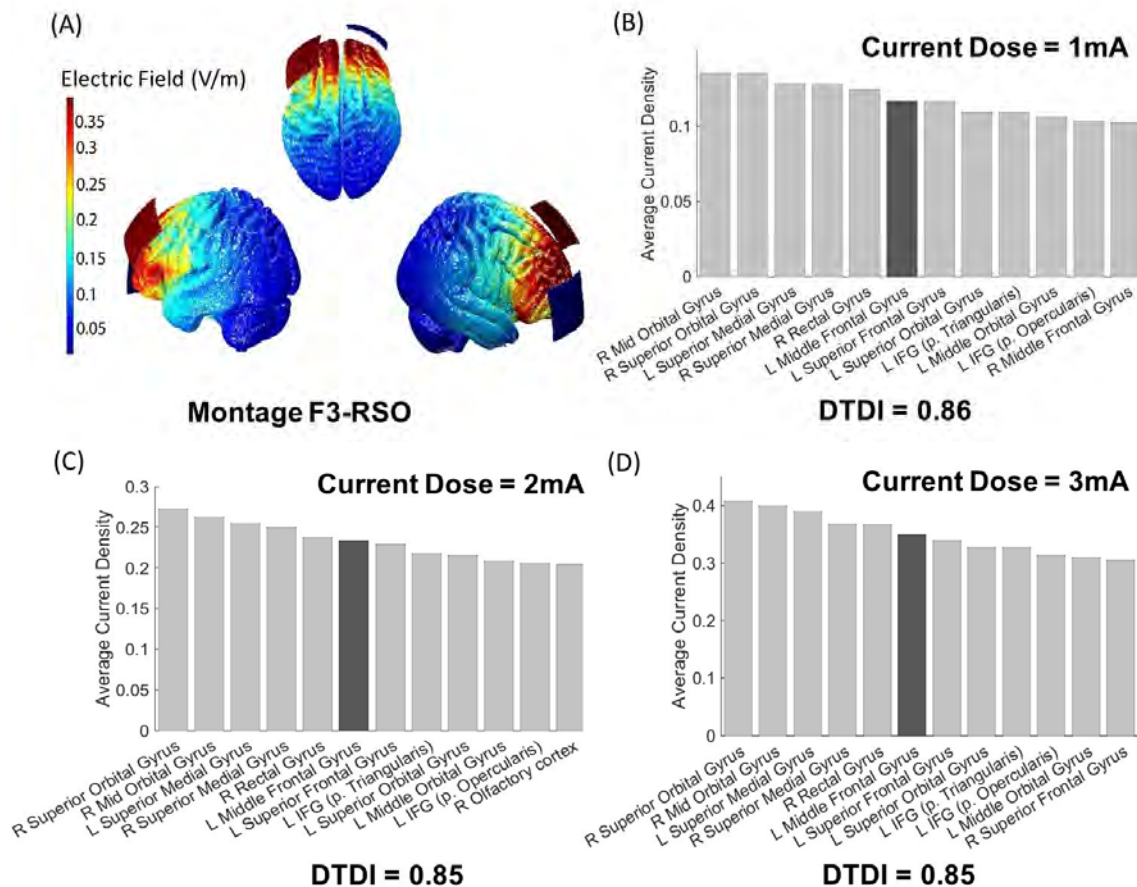 (A)
Electric Field (V/m)
0.35
0.3
0.25
0.2
0.1
0.05
Montage F3-RSO
(B)
Current Dose = 1mA
Average Current Density
0.1
0.05
0
R Mid Orbital Gyrus
R Superior Orbital Gyrus
L Superior Medial Gyrus
R Superior Medial Gyrus
R Rectal Gyrus
L Middle Frontal Gyrus
L Superior Frontal Gyrus
L Superior Orbital Gyrus
L IFG (p. Triangularis)
L Middle Orbital Gyrus
L IFG (p. Opercularis)
R Middle Frontal Gyrus
DTDI = 0.86
(C)
Current Dose = 2mA
Average Current Density
0.3
0.25
0.2
0.15
0.1
0.05
0
R Superior Orbital Gyrus
R Mid Orbital Gyrus
L Superior Medial Gyrus
R Superior Medial Gyrus
R Rectal Gyrus
L Middle Frontal Gyrus
L Superior Frontal Gyrus
L IFG (p. Triangularis)
L Superior Orbital Gyrus
L Middle Orbital Gyrus
L IFG (p. Opercularis)
R Olfactory cortex
DTDI = 0.85
(D)
Current Dose = 3mA
Average Current Density
0.4
0.3
0.2
0.1
0
R Superior Orbital Gyrus
R Mid Orbital Gyrus
L Superior Medial Gyrus
R Superior Medial Gyrus
R Rectal Gyrus
L Middle Frontal Gyrus
L Superior Frontal Gyrus
L Superior Orbital Gyrus
L IFG (p. Triangularis)
L IFG (p. Opercularis)
L Middle Orbital Gyrus
R Superior Frontal Gyrus
DTDI = 0.85